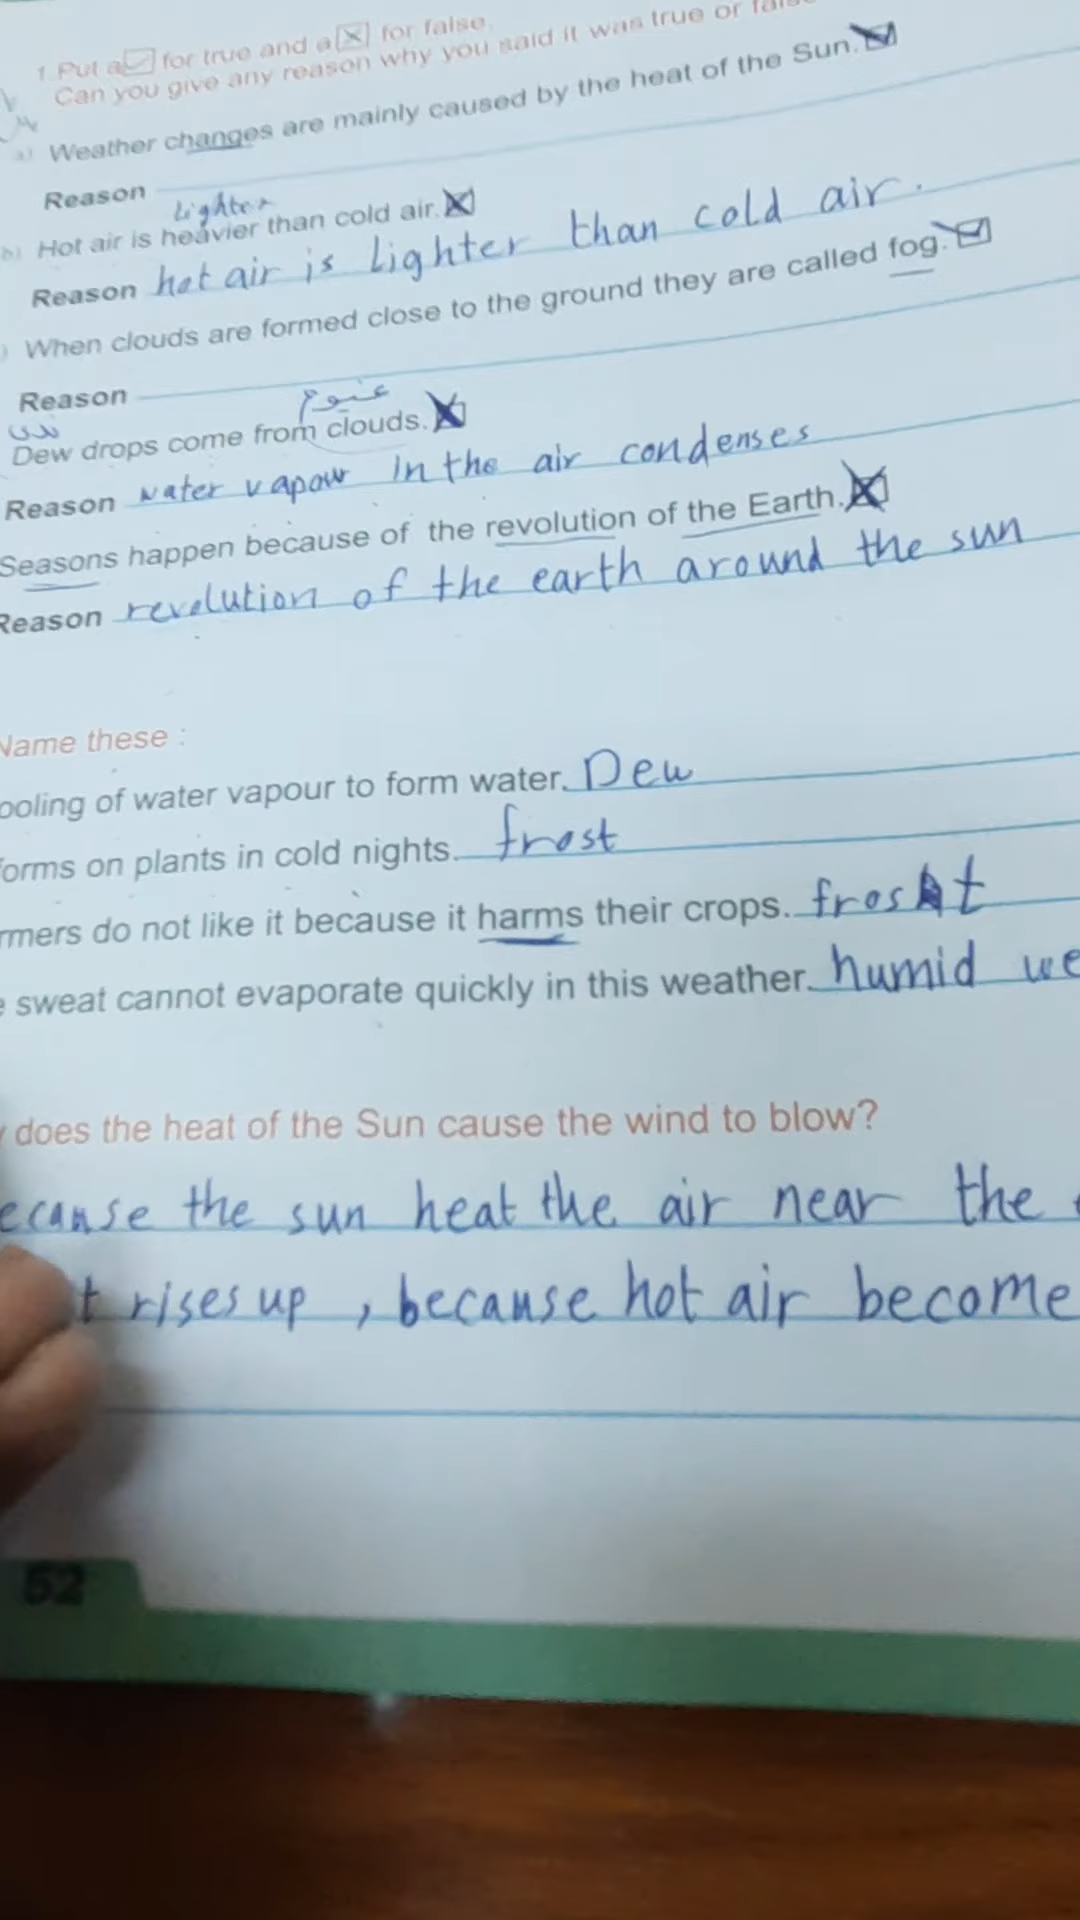 1. Put a ☑ for true and a ☒ for false.
Can you give any reason why you said it was true or false
a) Weather changes are mainly caused by the heat of the Sun.
Reason
Lighter
b) Hot air is heavier than cold air.
Reason hot air is Lighter than cold air.
) When clouds are formed close to the ground they are called fog.
Reason
غيوم
ندى
Dew drops come from clouds.
Reason water vapour in the air condenses
Seasons happen because of the revolution of the Earth.
Reason revolution of the earth around the sun
Name these :
ooling of water vapour to form water. Dew
forms on plants in cold nights. frost
rmers do not like it because it harms their crops. frost
e sweat cannot evaporate quickly in this weather. humid we
does the heat of the Sun cause the wind to blow?
ecause the sun heat the air near the
t rises up , because hot air become
52